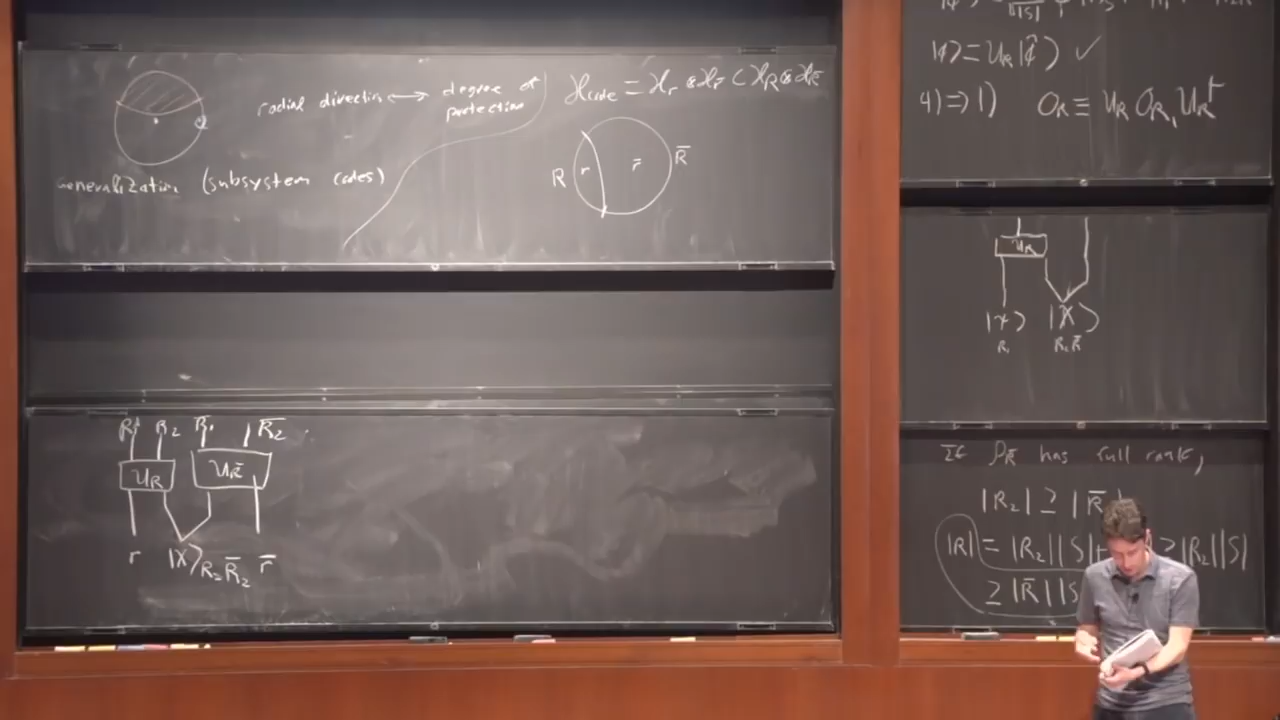 radial direction ⟷ degree of protection
H_code = H_r ⊗ H_r̄ ⊂ H_R ⊗ H_R̄
R r r̄ R̄
Generalization (subsystem codes)
R₁ R₂ R̄₁ R̄₂
U_R U_R̄
r |χ⟩_{R₂R̄₂} r̄
|φ⟩ = U_R|φ̂⟩ ✓
4) ⇒ 1) O_R ≡ U_R O_{R₁} U_R†
U_R
|χ⟩
R₁ R₂R̄
If ρ_R̄ has full rank,
|R₂| ≥ |R̄
|R| = |R₂||S|+ ≥ |R₂||S|
≥ |R̄||S